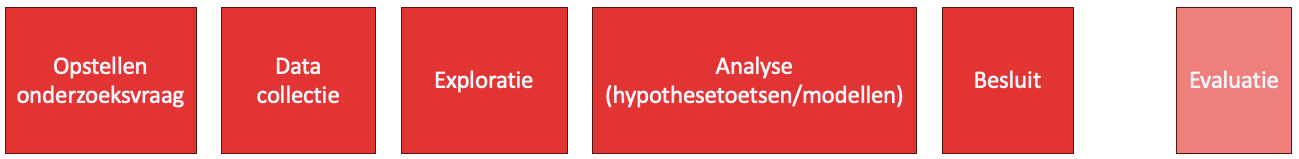 Opstellen
onderzoeksvraag
Data
collectie
Exploratie
Analyse
(hypothesetoetsen/modellen)
Besluit
Evaluatie